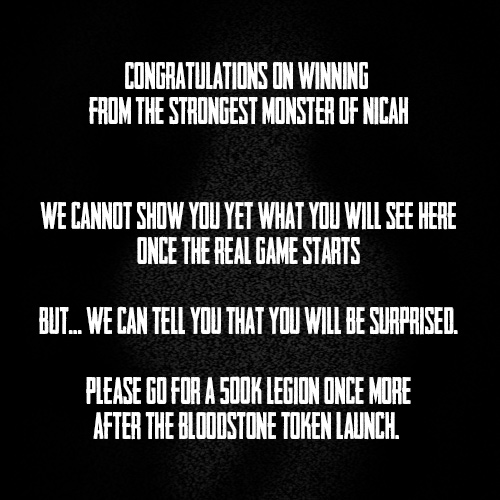 CONGRATULATIONS ON WINNING
FROM THE STRONGEST MONSTER OF NICAH
WE CANNOT SHOW YOU YET WHAT YOU WILL SEE HERE
ONCE THE REAL GAME STARTS
BUT... WE CAN TELL YOU THAT YOU WILL BE SURPRISED.
PLEASE GO FOR A 500K LEGION ONCE MORE
AFTER THE BLOODSTONE TOKEN LAUNCH.